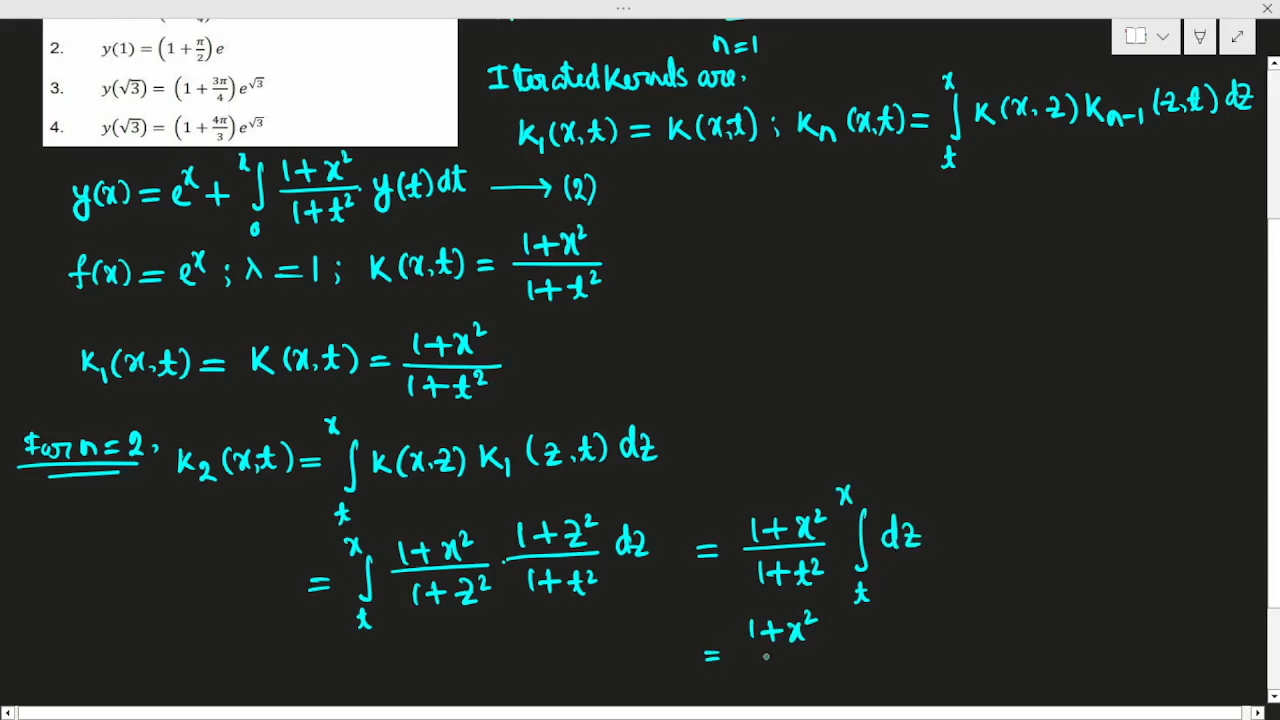 2. y(1) = (1 + π/2) e
3. y(√3) = (1 + 3π/4) e^√3
4. y(√3) = (1 + 4π/3) e^√3
n=1
Iterated Kernels are.
K₁(x,t) = K(x,t) ; Kₙ(x,t) = ∫ₜˣ K(x,z) Kₙ₋₁(z,t) dz
y(x) = eˣ + ∫₀ˣ (1+x²)/(1+t²) · y(t) dt ⟶ (2)
f(x) = eˣ ; λ = 1 ; K(x,t) = (1+x²)/(1+t²)
K₁(x,t) = K(x,t) = (1+x²)/(1+t²)
For n=2, K₂(x,t) = ∫ₜˣ K(x,z) K₁(z,t) dz
= ∫ₜˣ (1+x²)/(1+z²) · (1+z²)/(1+t²) dz = (1+x²)/(1+t²) ∫ₜˣ dz
= 1+x²